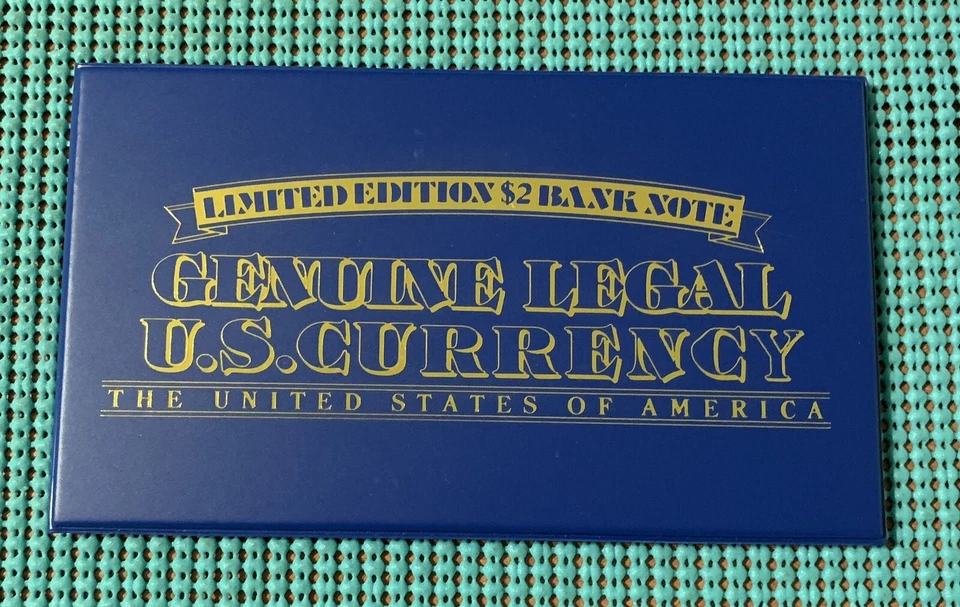 LIMITED EDITION $2 BANK NOTE
GENUINE LEGAL
U.S. CURRENCY
THE UNITED STATES OF AMERICA